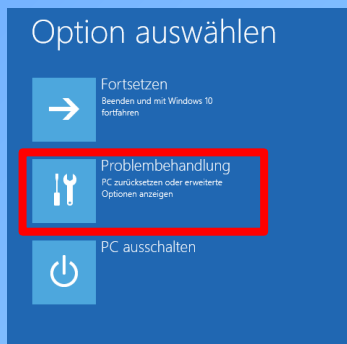 Option auswählen
Fortsetzen
Beenden und mit Windows 10
fortfahren
Problembehandlung
PC zurücksetzen oder erweiterte
Optionen anzeigen
PC ausschalten